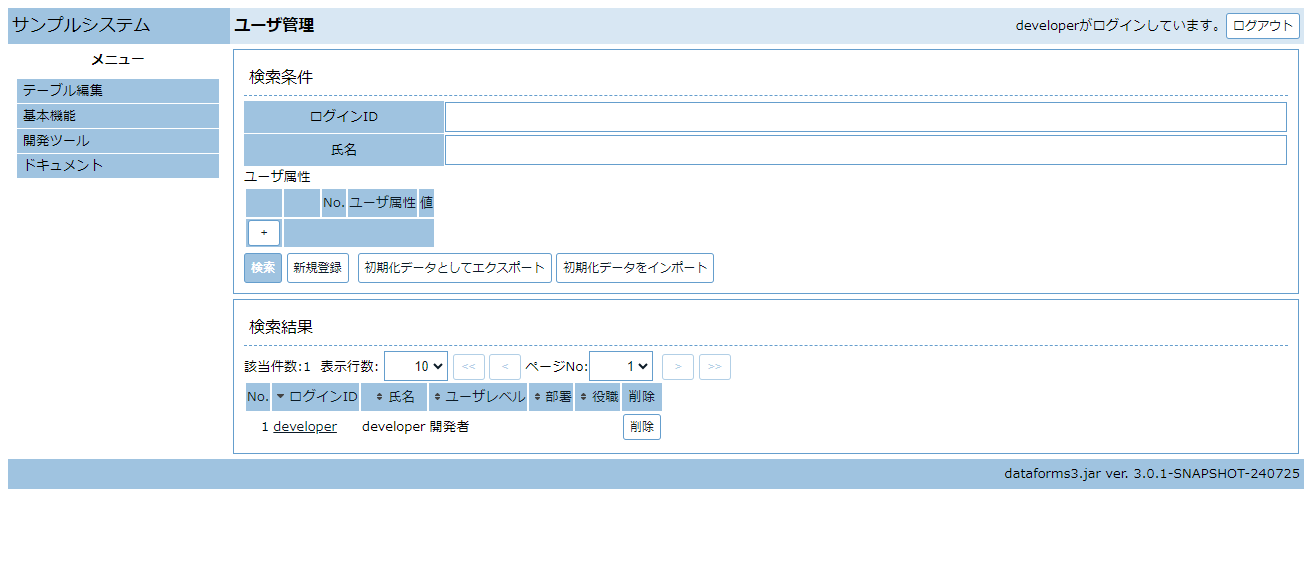 サンプルシステム ユーザ管理 developerがログインしています。 ログアウト
メニュー
テーブル編集
基本機能
開発ツール
ドキュメント
検索条件
ログインID
氏名
ユーザ属性
No. ユーザ属性 値
+
検索 新規登録 初期化データとしてエクスポート 初期化データをインポート
検索結果
該当件数:1 表示行数: 10 << < ページNo: 1 > >>
No. ログインID 氏名 ユーザレベル 部署 役職 削除
1 developer developer 開発者 削除
dataforms3.jar ver. 3.0.1-SNAPSHOT-240725